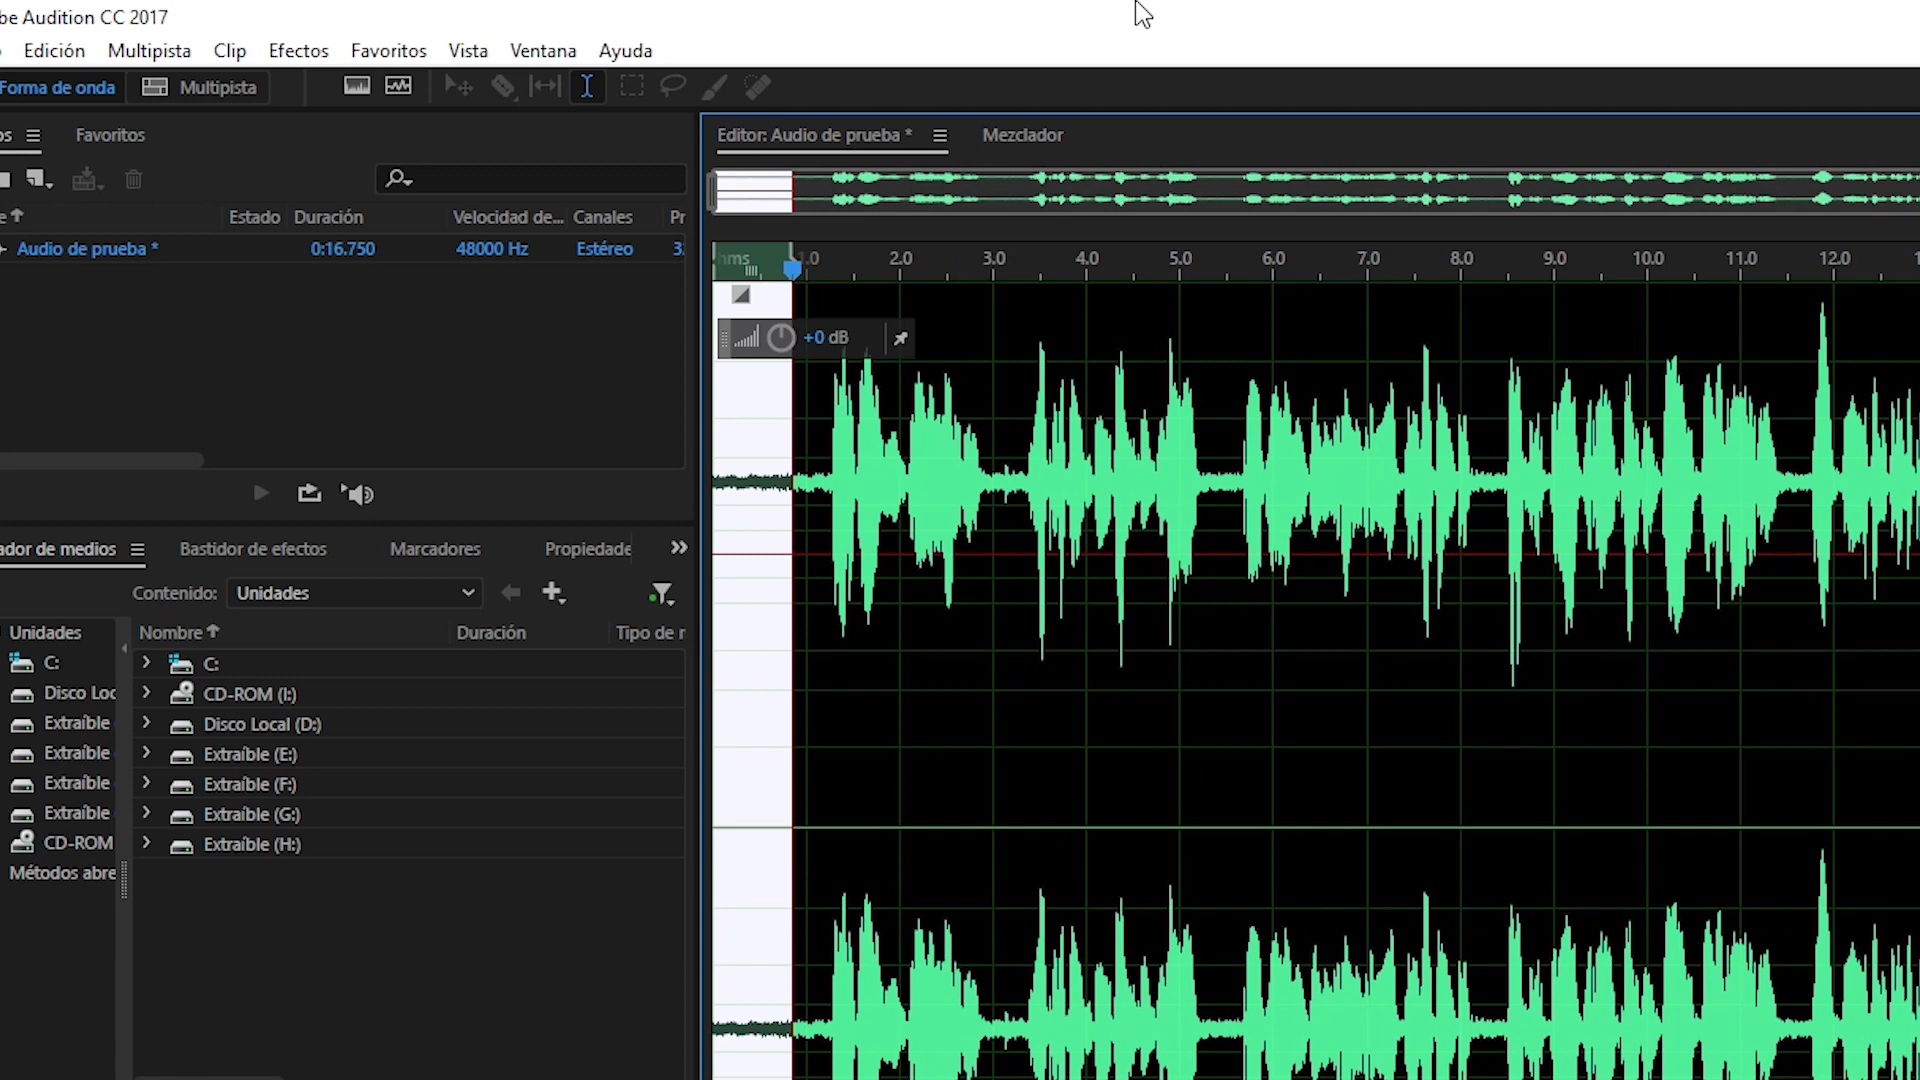 be Audition CC 2017
Edición Multipista Clip Efectos Favoritos Vista Ventana Ayuda
Forma de onda Multipista
os Favoritos
Editor: Audio de prueba * Mezclador
e Estado Duración Velocidad de... Canales Pr
Audio de prueba * 0:16.750 48000 Hz Estéreo 32
hms 1.0 2.0 3.0 4.0 5.0 6.0 7.0 8.0 9.0 10.0 11.0 12.0 1
+0 dB
ador de medios Bastidor de efectos Marcadores Propiedade
Contenido: Unidades
Unidades
C:
Disco Loc
Extraíble
Extraíble
Extraíble
Extraíble
CD-ROM
Métodos abre
Nombre Duración Tipo de
C:
CD-ROM (I:)
Disco Local (D:)
Extraíble (E:)
Extraíble (F:)
Extraíble (G:)
Extraíble (H:)